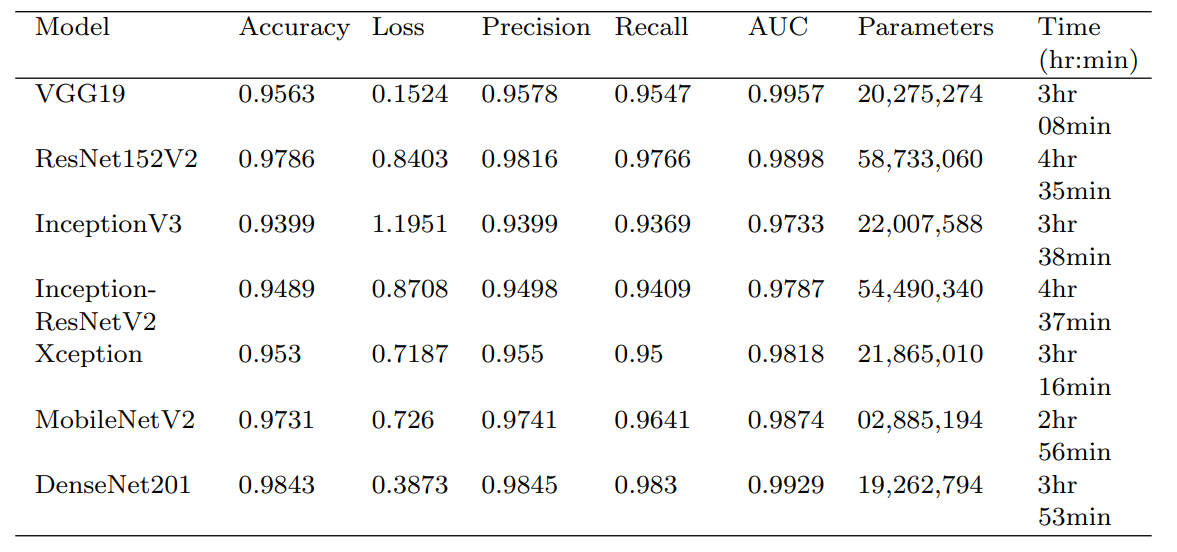 Model Accuracy Loss Precision Recall AUC Parameters Time
(hr:min)
VGG19 0.9563 0.1524 0.9578 0.9547 0.9957 20,275,274 3hr
08min
ResNet152V2 0.9786 0.8403 0.9816 0.9766 0.9898 58,733,060 4hr
35min
InceptionV3 0.9399 1.1951 0.9399 0.9369 0.9733 22,007,588 3hr
38min
Inception- 0.9489 0.8708 0.9498 0.9409 0.9787 54,490,340 4hr
ResNetV2 37min
Xception 0.953 0.7187 0.955 0.95 0.9818 21,865,010 3hr
16min
MobileNetV2 0.9731 0.726 0.9741 0.9641 0.9874 02,885,194 2hr
56min
DenseNet201 0.9843 0.3873 0.9845 0.983 0.9929 19,262,794 3hr
53min